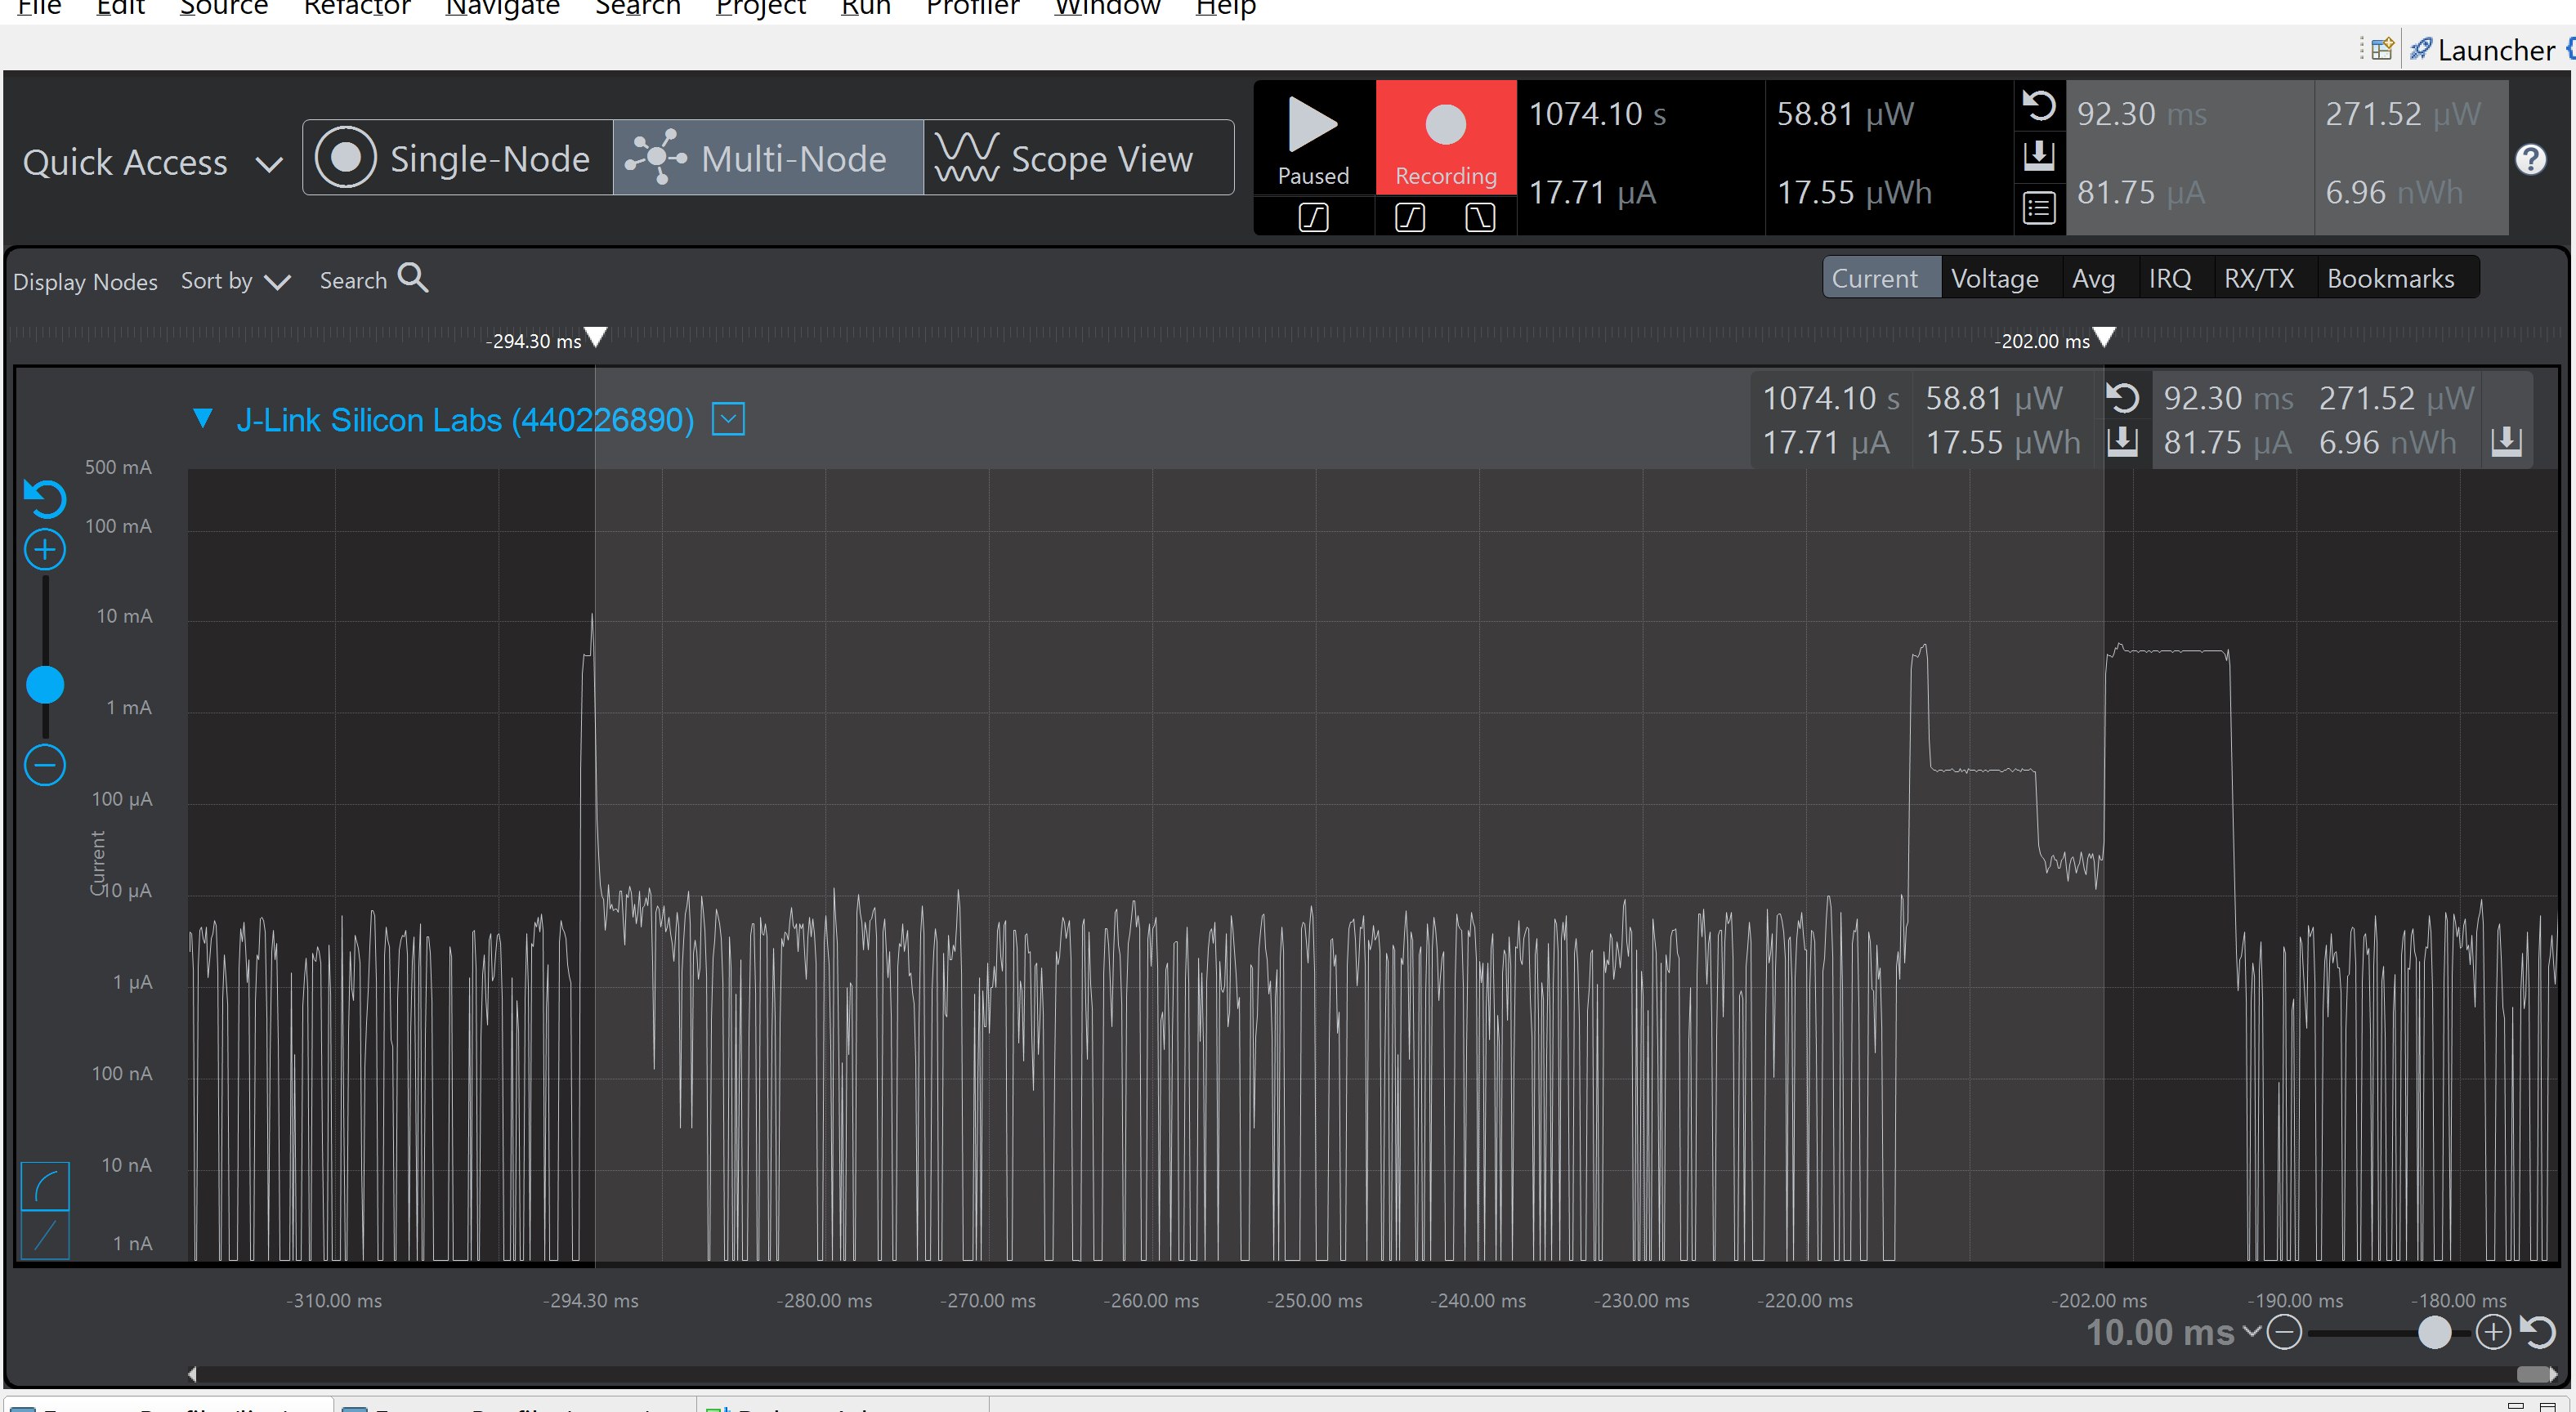 File Edit Source Refactor Navigate Search Project Run Profiler Window Help
Launcher
Quick Access Single-Node Multi-Node Scope View
Paused Recording
1074.10 s 58.81 µW 92.30 ms 271.52 µW
17.71 µA 17.55 µWh 81.75 µA 6.96 nWh
Display Nodes Sort by Search
Current Voltage Avg IRQ RX/TX Bookmarks
-294.30 ms -202.00 ms
J-Link Silicon Labs (440226890)
1074.10 s 58.81 µW 92.30 ms 271.52 µW
17.71 µA 17.55 µWh 81.75 µA 6.96 nWh
500 mA
100 mA
10 mA
1 mA
100 µA
Current
10 µA
1 µA
100 nA
10 nA
1 nA
-310.00 ms -294.30 ms -280.00 ms -270.00 ms -260.00 ms -250.00 ms -240.00 ms -230.00 ms -220.00 ms -202.00 ms -190.00 ms -180.00 ms
10.00 ms